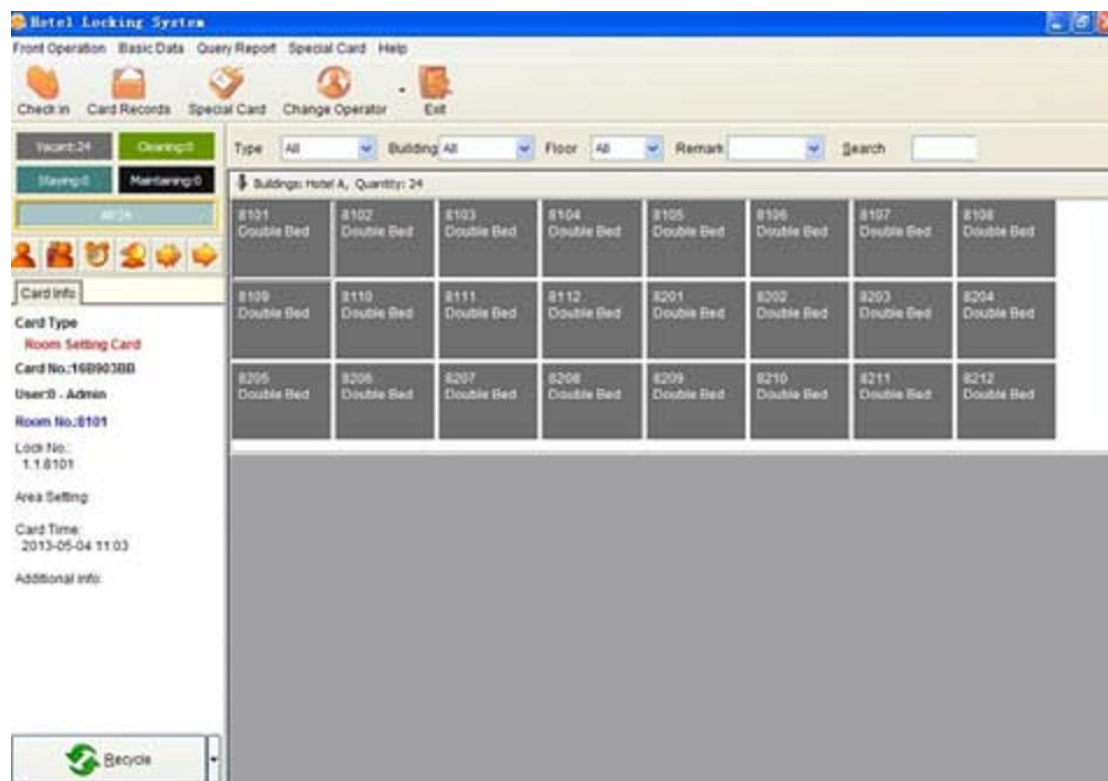 Hotel Locking System
Front Operation Basic Data Query Report Special Card Help
Check in Card Records Special Card Change Operator Exit
Vacant:24 Cleaning:0
Staying:0 Maintaining:0
All:24
Type All Building All Floor All Remark Search
Buildings: Hotel A, Quantity: 24
8101 8102 8103 8104 8105 8106 8107 8108
Double Bed Double Bed Double Bed Double Bed Double Bed Double Bed Double Bed Double Bed
8109 8110 8111 8112 8201 8202 8203 8204
Double Bed Double Bed Double Bed Double Bed Double Bed Double Bed Double Bed Double Bed
8205 8206 8207 8208 8209 8210 8211 8212
Double Bed Double Bed Double Bed Double Bed Double Bed Double Bed Double Bed Double Bed
Card Info
Card Type
Room Setting Card
Card No.:16B903BB
User:0 - Admin
Room No.:8101
Lock No.:
1.1.8101
Area Setting:
Card Time:
2013-05-04 11:03
Additional info:
Recycle